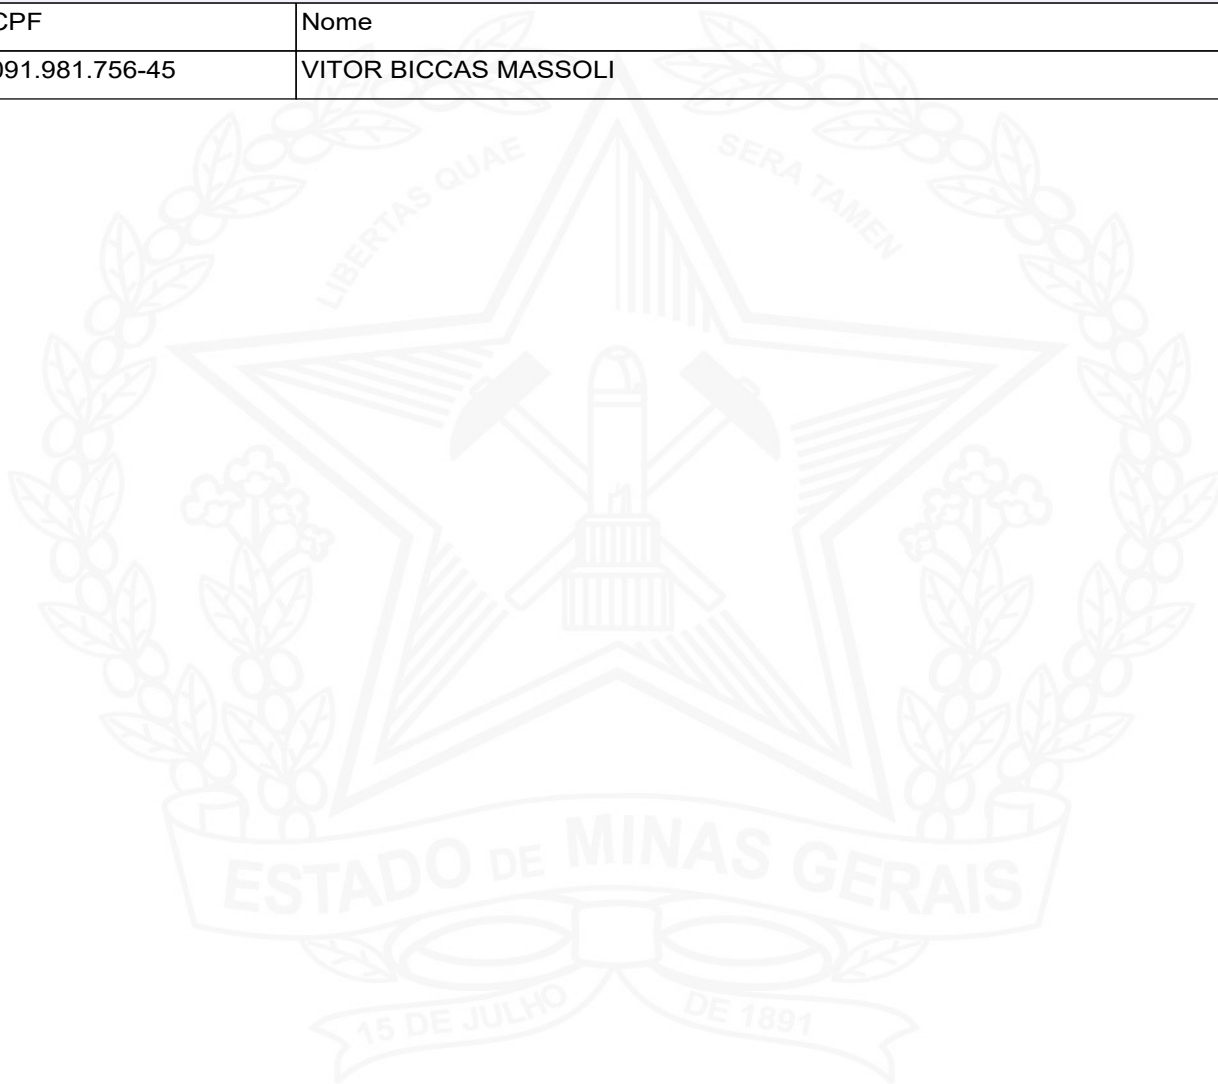 CPF Nome
091.981.756-45 VITOR BICCAS MASSOLI
LIBERTAS QUAE SERA TAMEN
ESTADO DE MINAS GERAIS
15 DE JULHO DE 1891